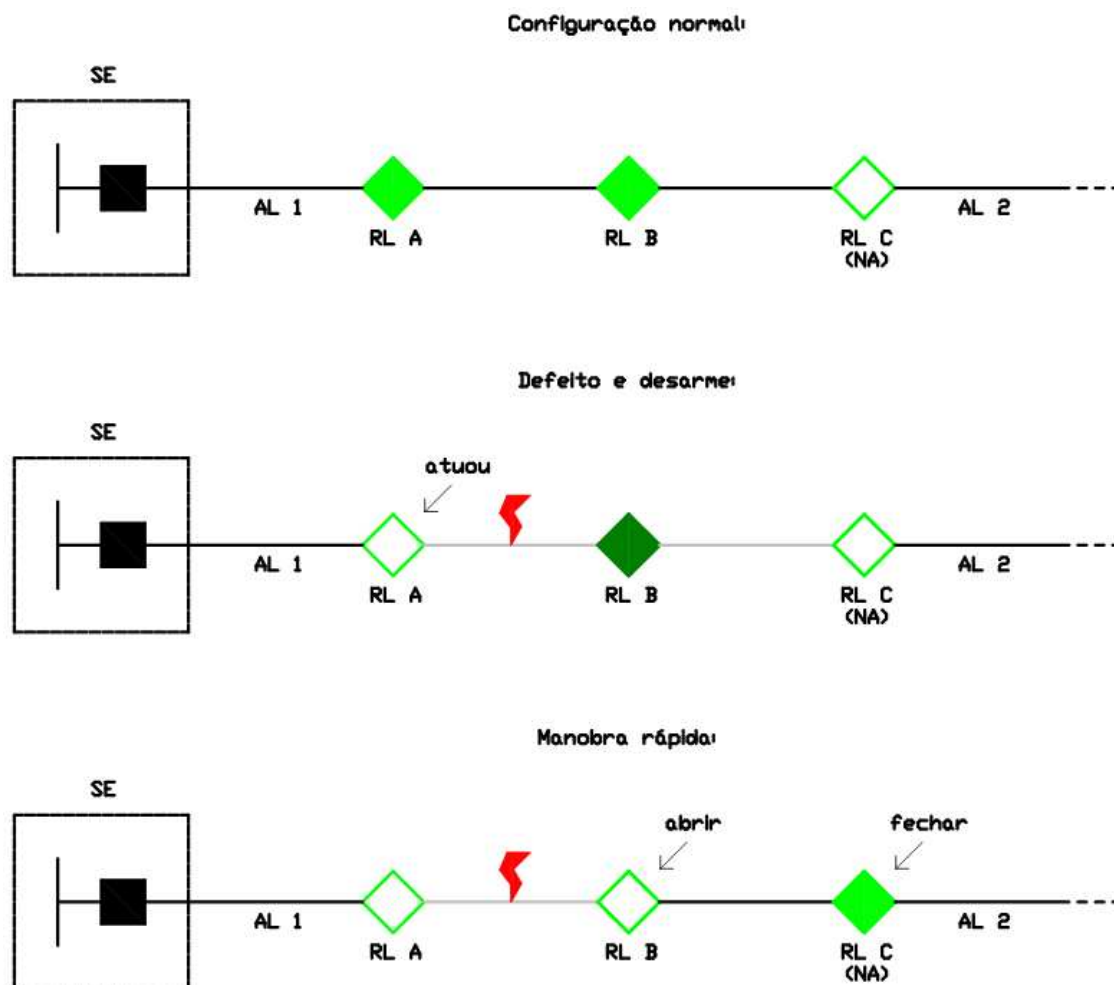 Configuração normal:
SE
AL 1
AL 2
RL A
RL B
RL C
(NA)
Defeito e desarme:
SE
atuou
AL 1
AL 2
RL A
RL B
RL C
(NA)
Manobra rápida:
SE
abrir
fechar
AL 1
AL 2
RL A
RL B
RL C
(NA)